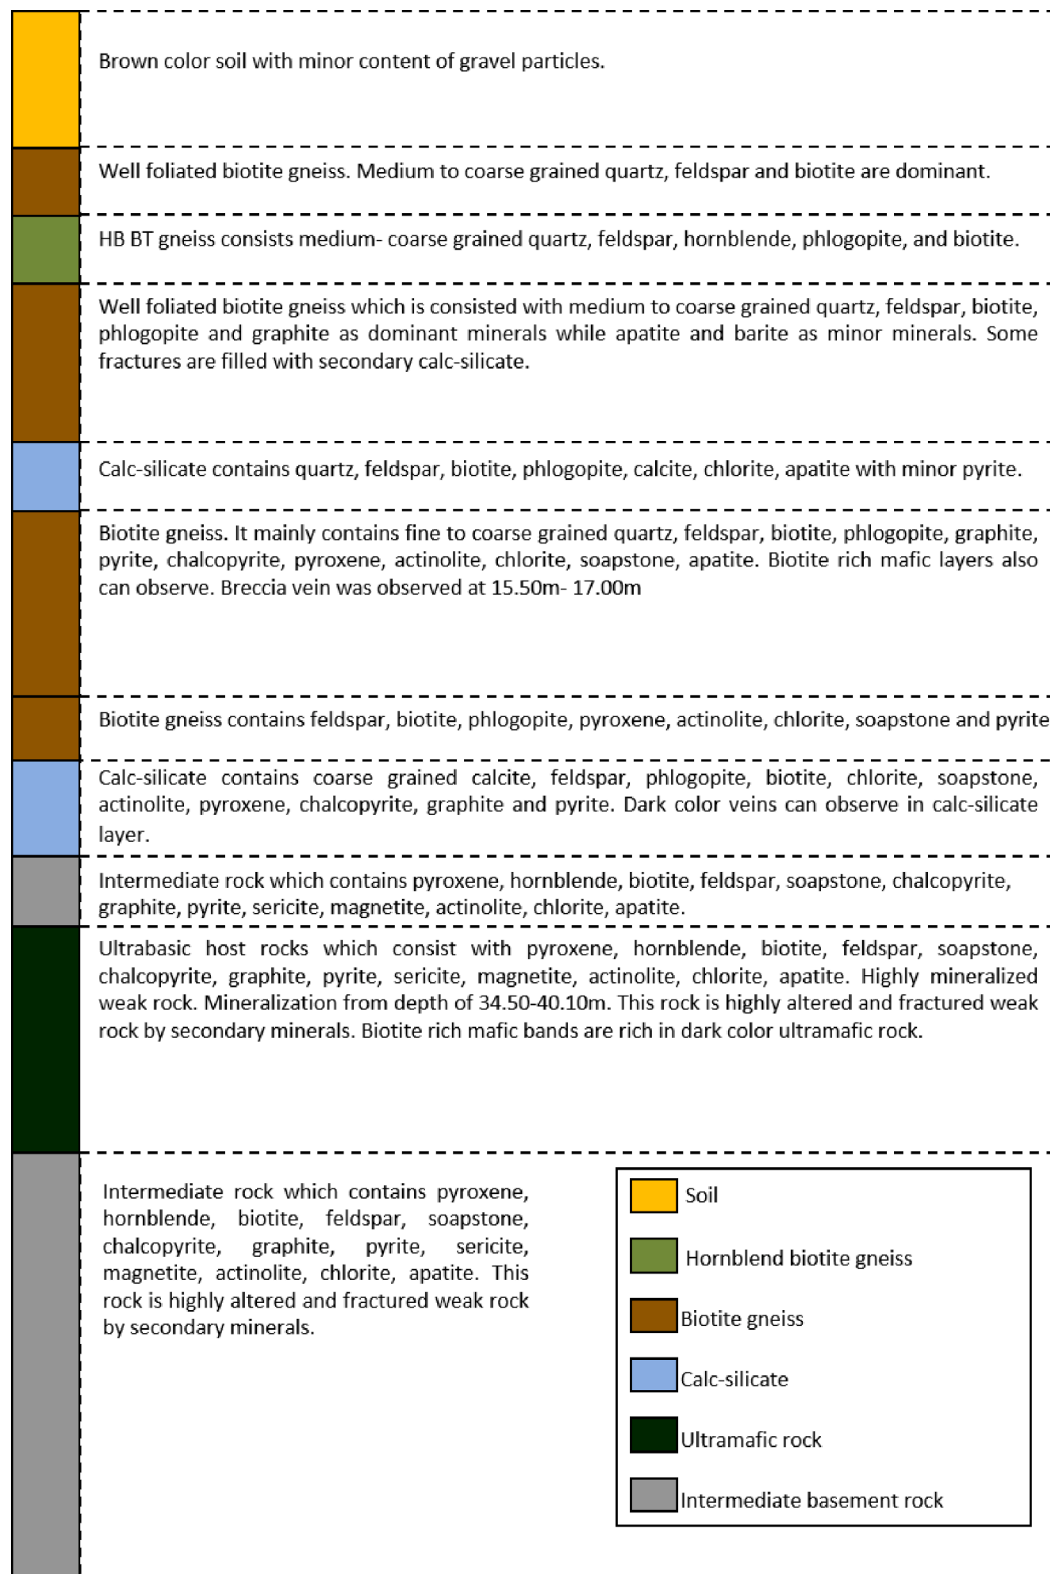 Brown color soil with minor content of gravel particles.
Well foliated biotite gneiss. Medium to coarse grained quartz, feldspar and biotite are dominant.
HB BT gneiss consists medium- coarse grained quartz, feldspar, hornblende, phlogopite, and biotite.
Well foliated biotite gneiss which is consisted with medium to coarse grained quartz, feldspar, biotite,
phlogopite and graphite as dominant minerals while apatite and barite as minor minerals. Some
fractures are filled with secondary calc-silicate.
Calc-silicate contains quartz, feldspar, biotite, phlogopite, calcite, chlorite, apatite with minor pyrite.
Biotite gneiss. It mainly contains fine to coarse grained quartz, feldspar, biotite, phlogopite, graphite,
pyrite, chalcopyrite, pyroxene, actinolite, chlorite, soapstone, apatite. Biotite rich mafic layers also
can observe. Breccia vein was observed at 15.50m- 17.00m
Biotite gneiss contains feldspar, biotite, phlogopite, pyroxene, actinolite, chlorite, soapstone and pyrite
Calc-silicate contains coarse grained calcite, feldspar, phlogopite, biotite, chlorite, soapstone,
actinolite, pyroxene, chalcopyrite, graphite and pyrite. Dark color veins can observe in calc-silicate
layer.
Intermediate rock which contains pyroxene, hornblende, biotite, feldspar, soapstone, chalcopyrite,
graphite, pyrite, sericite, magnetite, actinolite, chlorite, apatite.
Ultrabasic host rocks which consist with pyroxene, hornblende, biotite, feldspar, soapstone,
chalcopyrite, graphite, pyrite, sericite, magnetite, actinolite, chlorite, apatite. Highly mineralized
weak rock. Mineralization from depth of 34.50-40.10m. This rock is highly altered and fractured weak
rock by secondary minerals. Biotite rich mafic bands are rich in dark color ultramafic rock.
Intermediate rock which contains pyroxene,
hornblende, biotite, feldspar, soapstone,
chalcopyrite, graphite, pyrite, sericite,
magnetite, actinolite, chlorite, apatite. This
rock is highly altered and fractured weak rock
by secondary minerals.
Soil
Hornblend biotite gneiss
Biotite gneiss
Calc-silicate
Ultramafic rock
Intermediate basement rock